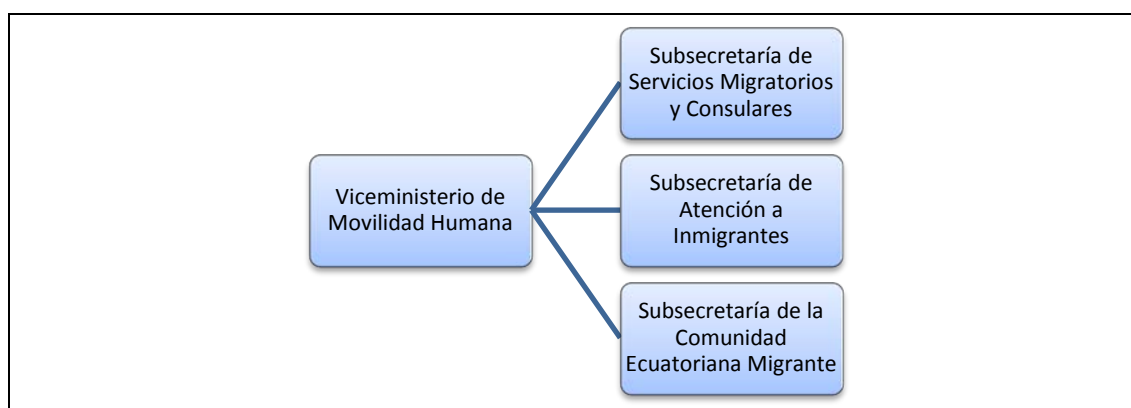 Viceministerio de
Movilidad Humana
Subsecretaría de
Servicios Migratorios
y Consulares
Subsecretaría de
Atención a
Inmigrantes
Subsecretaría de la
Comunidad
Ecuatoriana Migrante